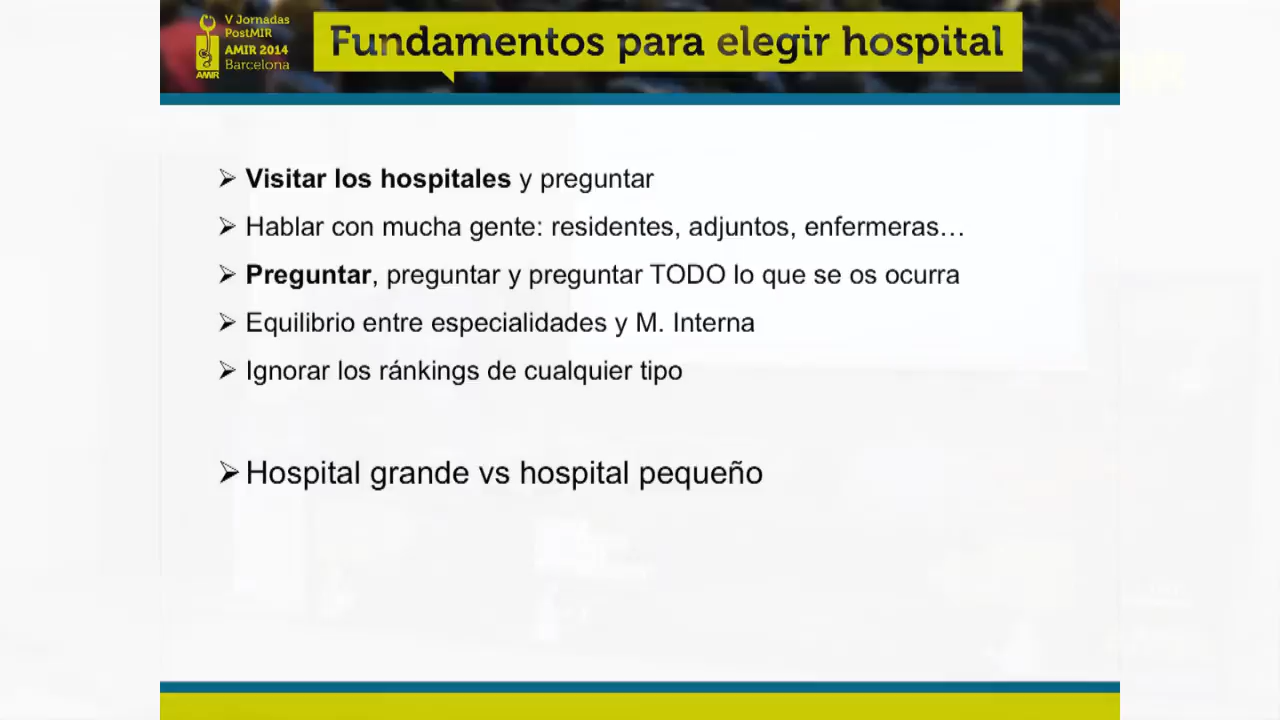 V Jornadas
PostMIR
AMIR 2014
Barcelona
AMIR
Fundamentos para elegir hospital
Visitar los hospitales y preguntar
Hablar con mucha gente: residentes, adjuntos, enfermeras…
Preguntar, preguntar y preguntar TODO lo que se os ocurra
Equilibrio entre especialidades y M. Interna
Ignorar los ránkings de cualquier tipo
Hospital grande vs hospital pequeño